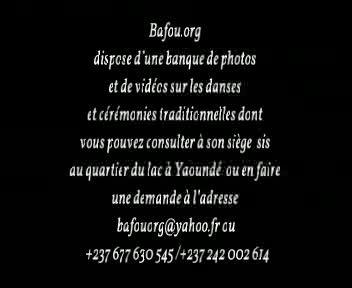 Bafou.org
dispose d'une banque de photos
et de vidéos sur les danses
et cérémonies traditionnelles dont
vous pouvez consulter à son siège sis
au quartier du lac à Yaoundé ou en faire
une demande à l'adresse
bafouorg@yahoo.fr ou
+237 677 630 545 /+237 242 002 614